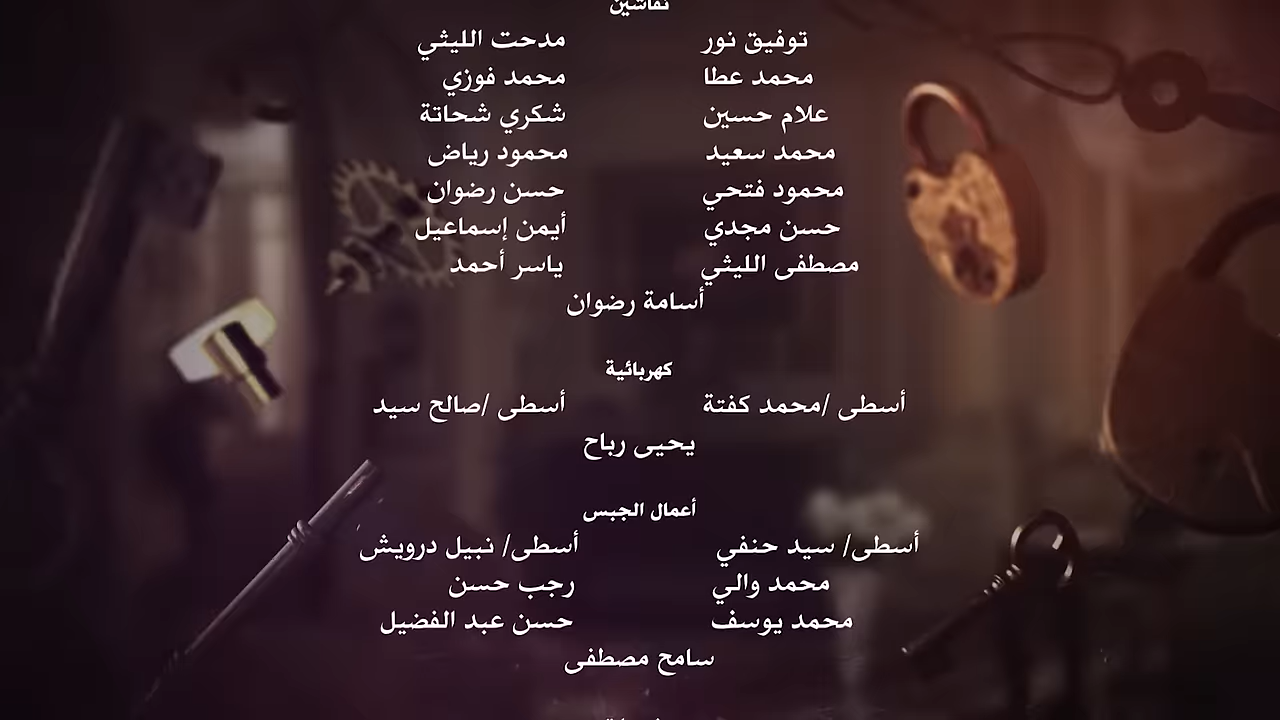 نقاشين
توفيق نور مدحت الليثي
محمد عطا محمد فوزي
علام حسين شكري شحاتة
محمد سعيد محمود رياض
محمود فتحي حسن رضوان
حسن مجدي أيمن إسماعيل
مصطفى الليثي ياسر أحمد
أسامة رضوان
كهربائية
أسطى /محمد كفتة أسطى /صالح سيد
يحيى رباح
أعمال الجبس
أسطى/ سيد حنفي أسطى/ نبيل درويش
محمد والي رجب حسن
محمد يوسف حسن عبد الفضيل
سامح مصطفى